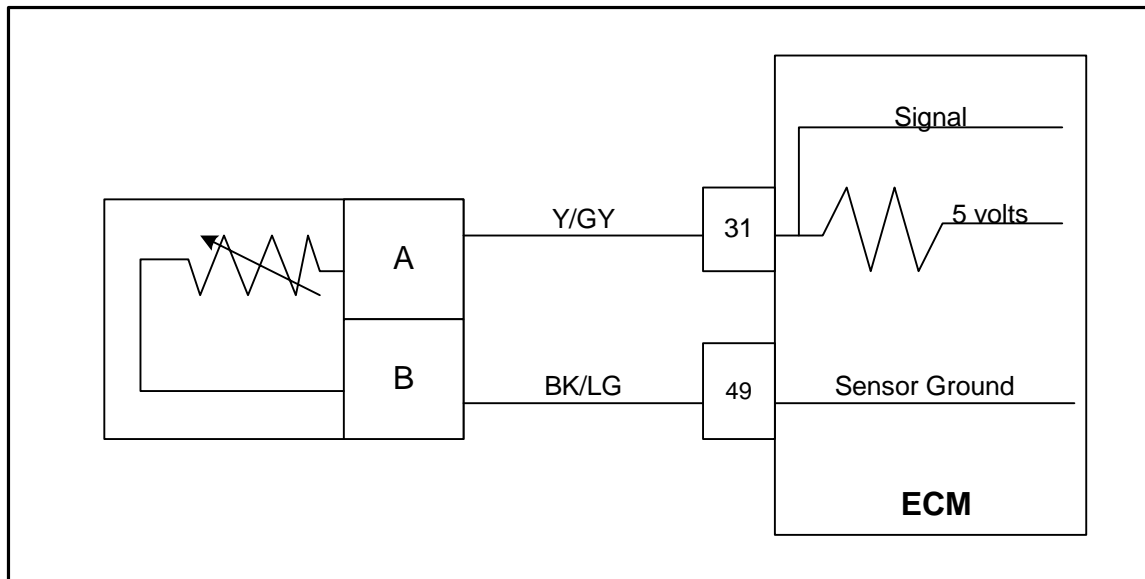 Signal
5 volts
A
Y/GY
31
B
BK/LG
49
Sensor Ground
ECM